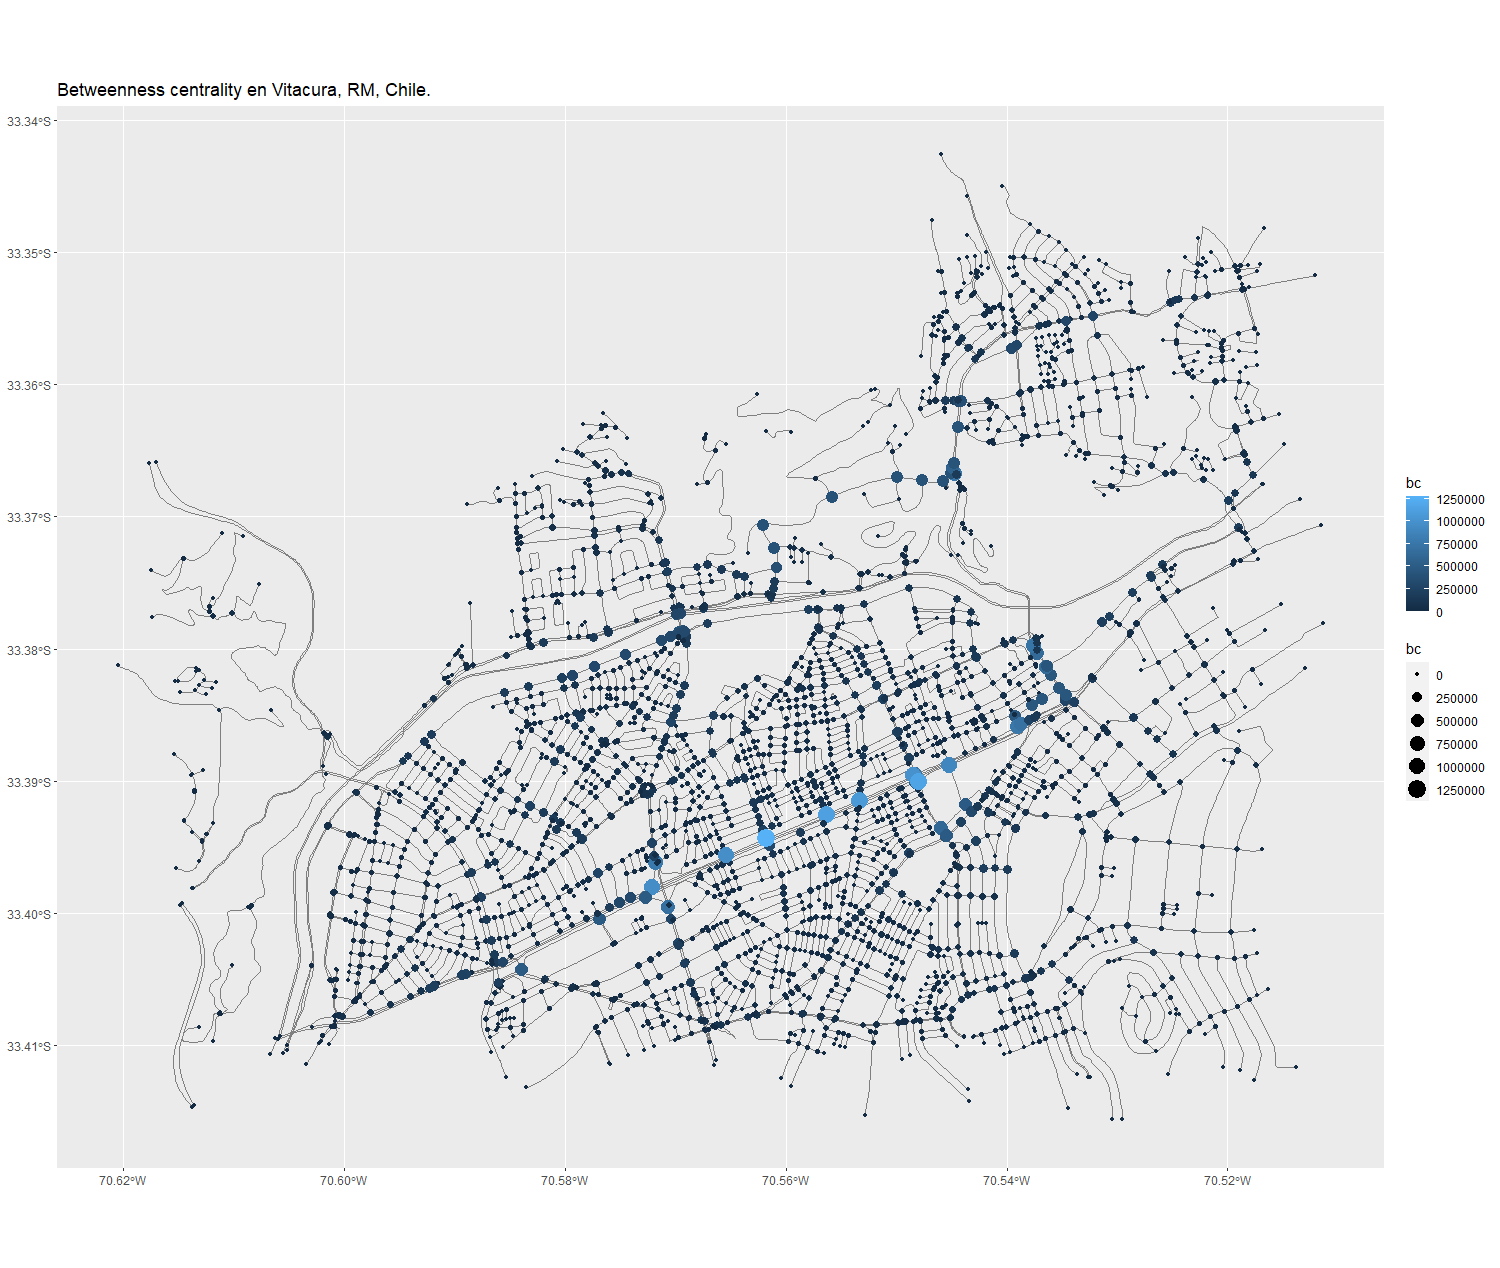 Betweenness centrality en Vitacura, RM, Chile.
33.34°S
33.35°S
33.36°S
33.37°S
33.38°S
33.39°S
33.40°S
33.41°S
70.62°W
70.60°W
70.58°W
70.56°W
70.54°W
70.52°W
bc
1250000
1000000
750000
500000
250000
0
bc
0
250000
500000
750000
1000000
1250000